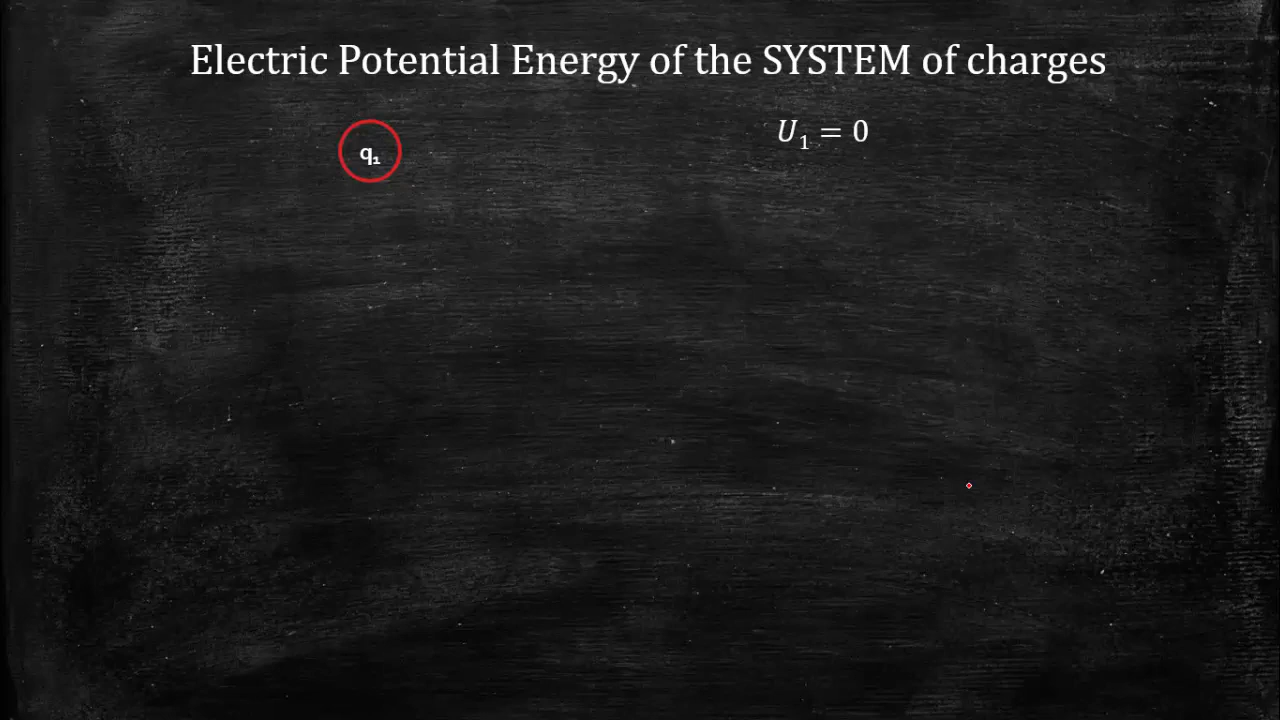 Electric Potential Energy of the SYSTEM of charges
q₁
U₁ = 0